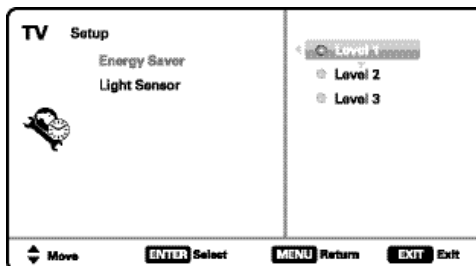 TV Setup
Energy Saver
Light Sensor
Level 1
Level 2
Level 3
Move ENTER Select MENU Return EXIT Exit